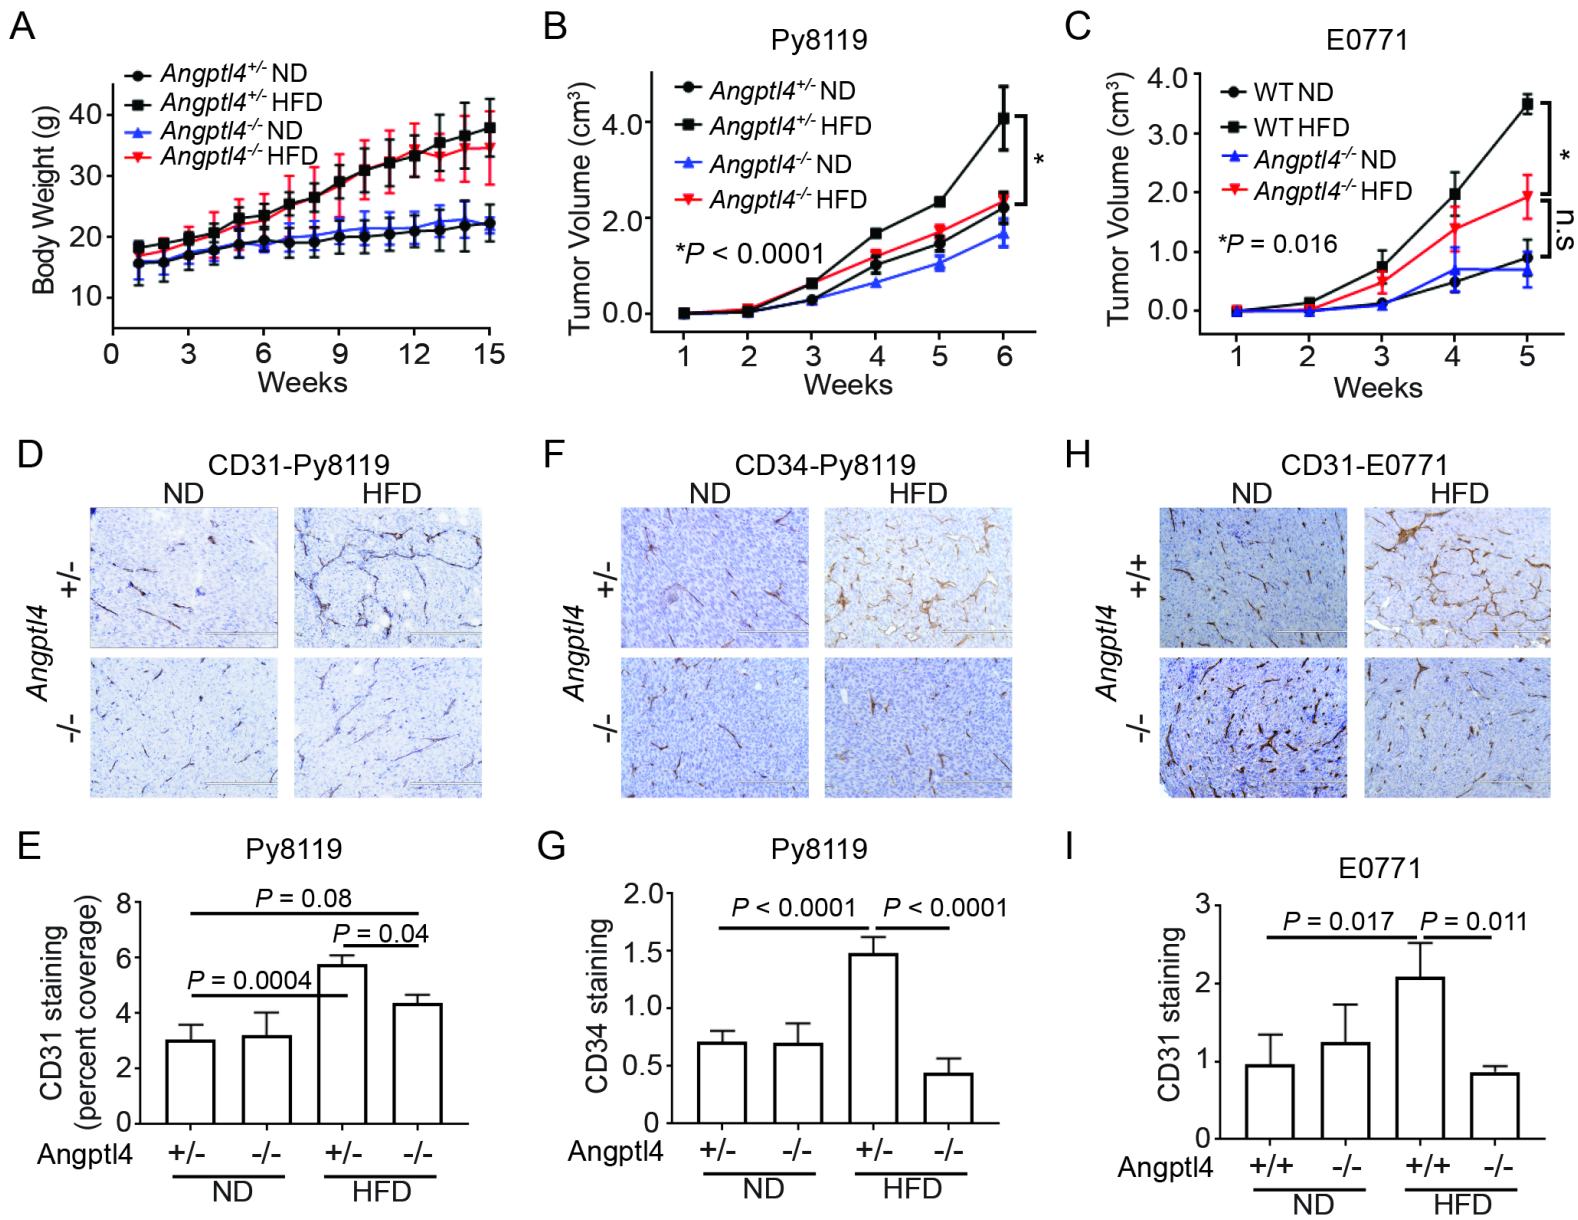 A
Angptl4+/- ND
Angptl4+/- HFD
Angptl4-/- ND
Angptl4-/- HFD
Body Weight (g)
40
30
20
10
0 3 6 9 12 15
Weeks
B
Py8119
Angptl4+/- ND
Angptl4+/- HFD
Angptl4-/- ND
Angptl4-/- HFD
*P < 0.0001
*
Tumor Volume (cm3)
4.0
2.0
0.0
1 2 3 4 5 6
Weeks
C
E0771
WT ND
WT HFD
Angptl4-/- ND
Angptl4-/- HFD
*P = 0.016
*
n.s
Tumor Volume (cm3)
4.0
3.0
2.0
1.0
0.0
1 2 3 4 5
Weeks
D
CD31-Py8119
ND HFD
Angptl4
+/-
-/-
F
CD34-Py8119
ND HFD
Angptl4
+/-
-/-
H
CD31-E0771
ND HFD
Angptl4
+/+
-/-
E
Py8119
CD31 staining
(percent coverage)
8
6
4
2
0
P = 0.08
P = 0.04
P = 0.0004
Angptl4 +/- -/- +/- -/-
ND HFD
G
Py8119
CD34 staining
2.0
1.5
1.0
0.5
0
P < 0.0001 P < 0.0001
Angptl4 +/- -/- +/- -/-
ND HFD
I
E0771
CD31 staining
3
2
1
0
P = 0.017 P = 0.011
Angptl4 +/+ -/- +/+ -/-
ND HFD